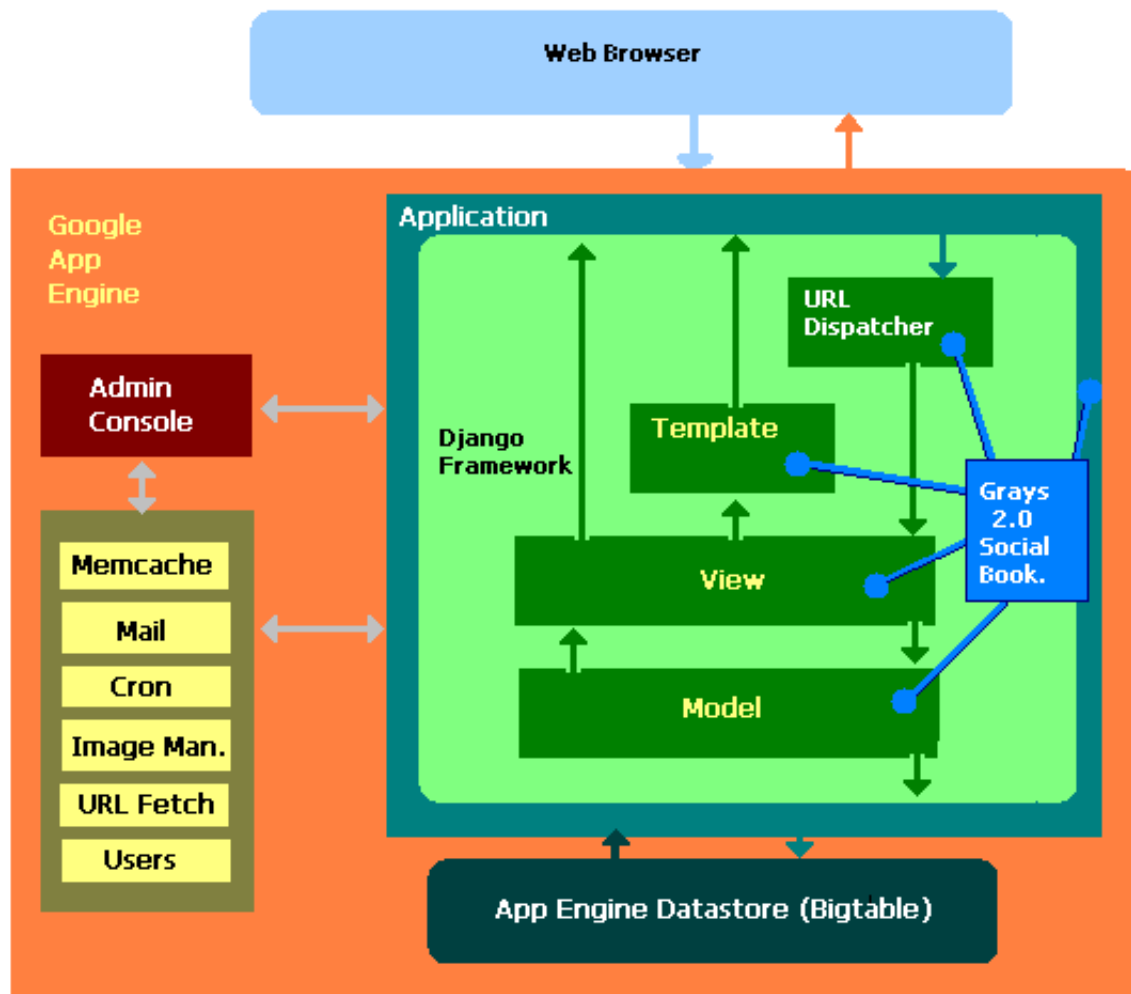 Web Browser
Google
App
Engine
Application
URL
Dispatcher
Admin
Console
Template
Django
Framework
Grays
2.0
Social
Book.
Memcache
View
Mail
Cron
Model
Image Man.
URL Fetch
Users
App Engine Datastore (Bigtable)